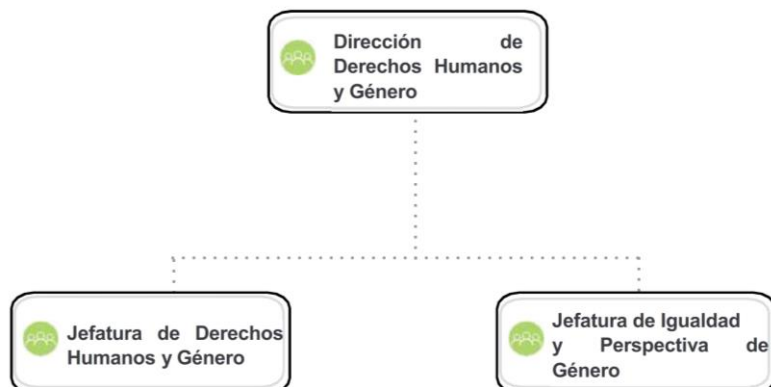 Dirección de
Derechos Humanos
y Género
Jefatura de Derechos
Humanos y Género
Jefatura de Igualdad
y Perspectiva de
Género